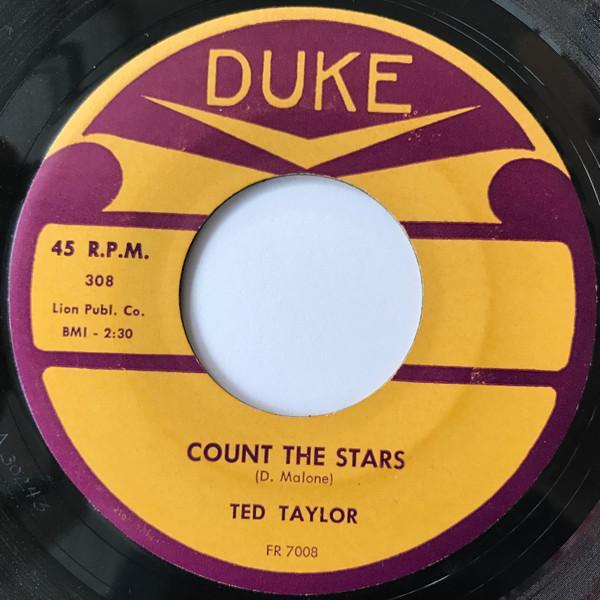 DUKE
45 R.P.M.
308
Lion Publ. Co.
BMI - 2:30
COUNT THE STARS
(D. Malone)
TED TAYLOR
FR 7008